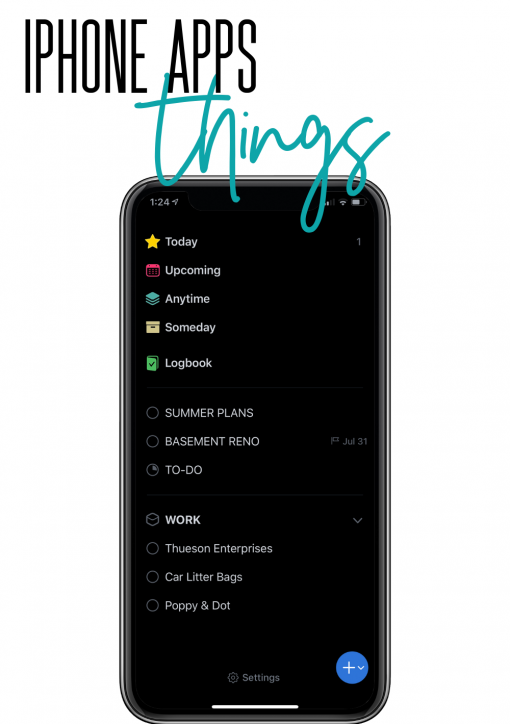 IPHONE APPS
things
1:24
Today 1
Upcoming
Anytime
Someday
Logbook
SUMMER PLANS
BASEMENT RENO Jul 31
TO-DO
WORK
Thueson Enterprises
Car Litter Bags
Poppy & Dot
Settings